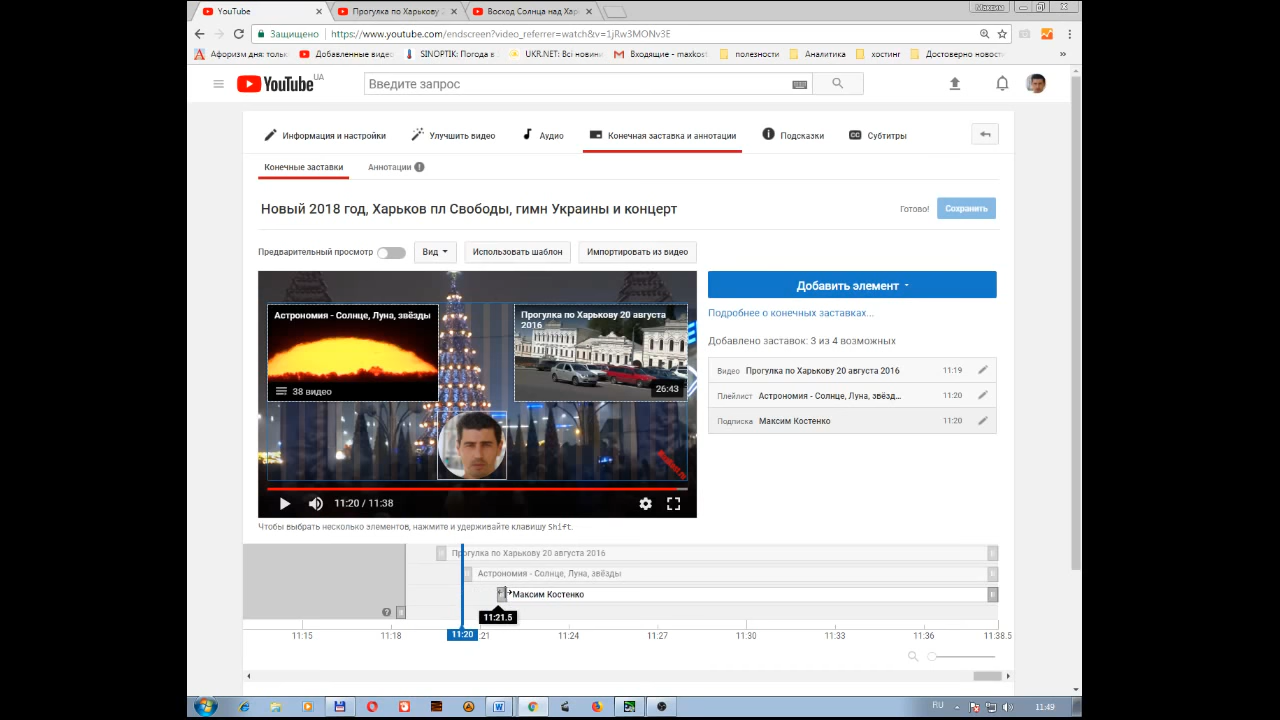 YouTube
Прогулка по Харькову
Восход Солнца над Хар
Максим
Защищено
https://www.youtube.com/endscreen?video_referrer=watch&v=1jRw3MONv3E
Афоризм дня: тольк
Добавленные видео
SINOPTIK: Погода в
UKR.NET: Всі новини
Входящие - maxkost
полезности
Аналитика
хостинг
Достоверно новост
»
YouTube UA
Введите запрос
Информация и настройки
Улучшить видео
Аудио
Конечная заставка и аннотации
Подсказки
CC Субтитры
Конечные заставки
Аннотации
Новый 2018 год, Харьков пл Свободы, гимн Украины и концерт
Готово!
Сохранить
Предварительный просмотр
Вид
Использовать шаблон
Импортировать из видео
Астрономия - Солнце, Луна, звёзды
38 видео
Прогулка по Харькову 20 августа
2016
26:43
11:20 / 11:38
Добавить элемент
Подробнее о конечных заставках...
Добавлено заставок: 3 из 4 возможных
Видео Прогулка по Харькову 20 августа 2016 11:19
Плейлист Астрономия - Солнце, Луна, звёзд... 11:20
Подписка Максим Костенко 11:20
Чтобы выбрать несколько элементов, нажмите и удерживайте клавишу Shift.
Прогулка по Харькову 20 августа 2016
Астрономия - Солнце, Луна, звёзды
Максим Костенко
?
11:21.5
11:15
11:18
11:20
:21
11:24
11:27
11:30
11:33
11:36
11:38.5
RU
11:49